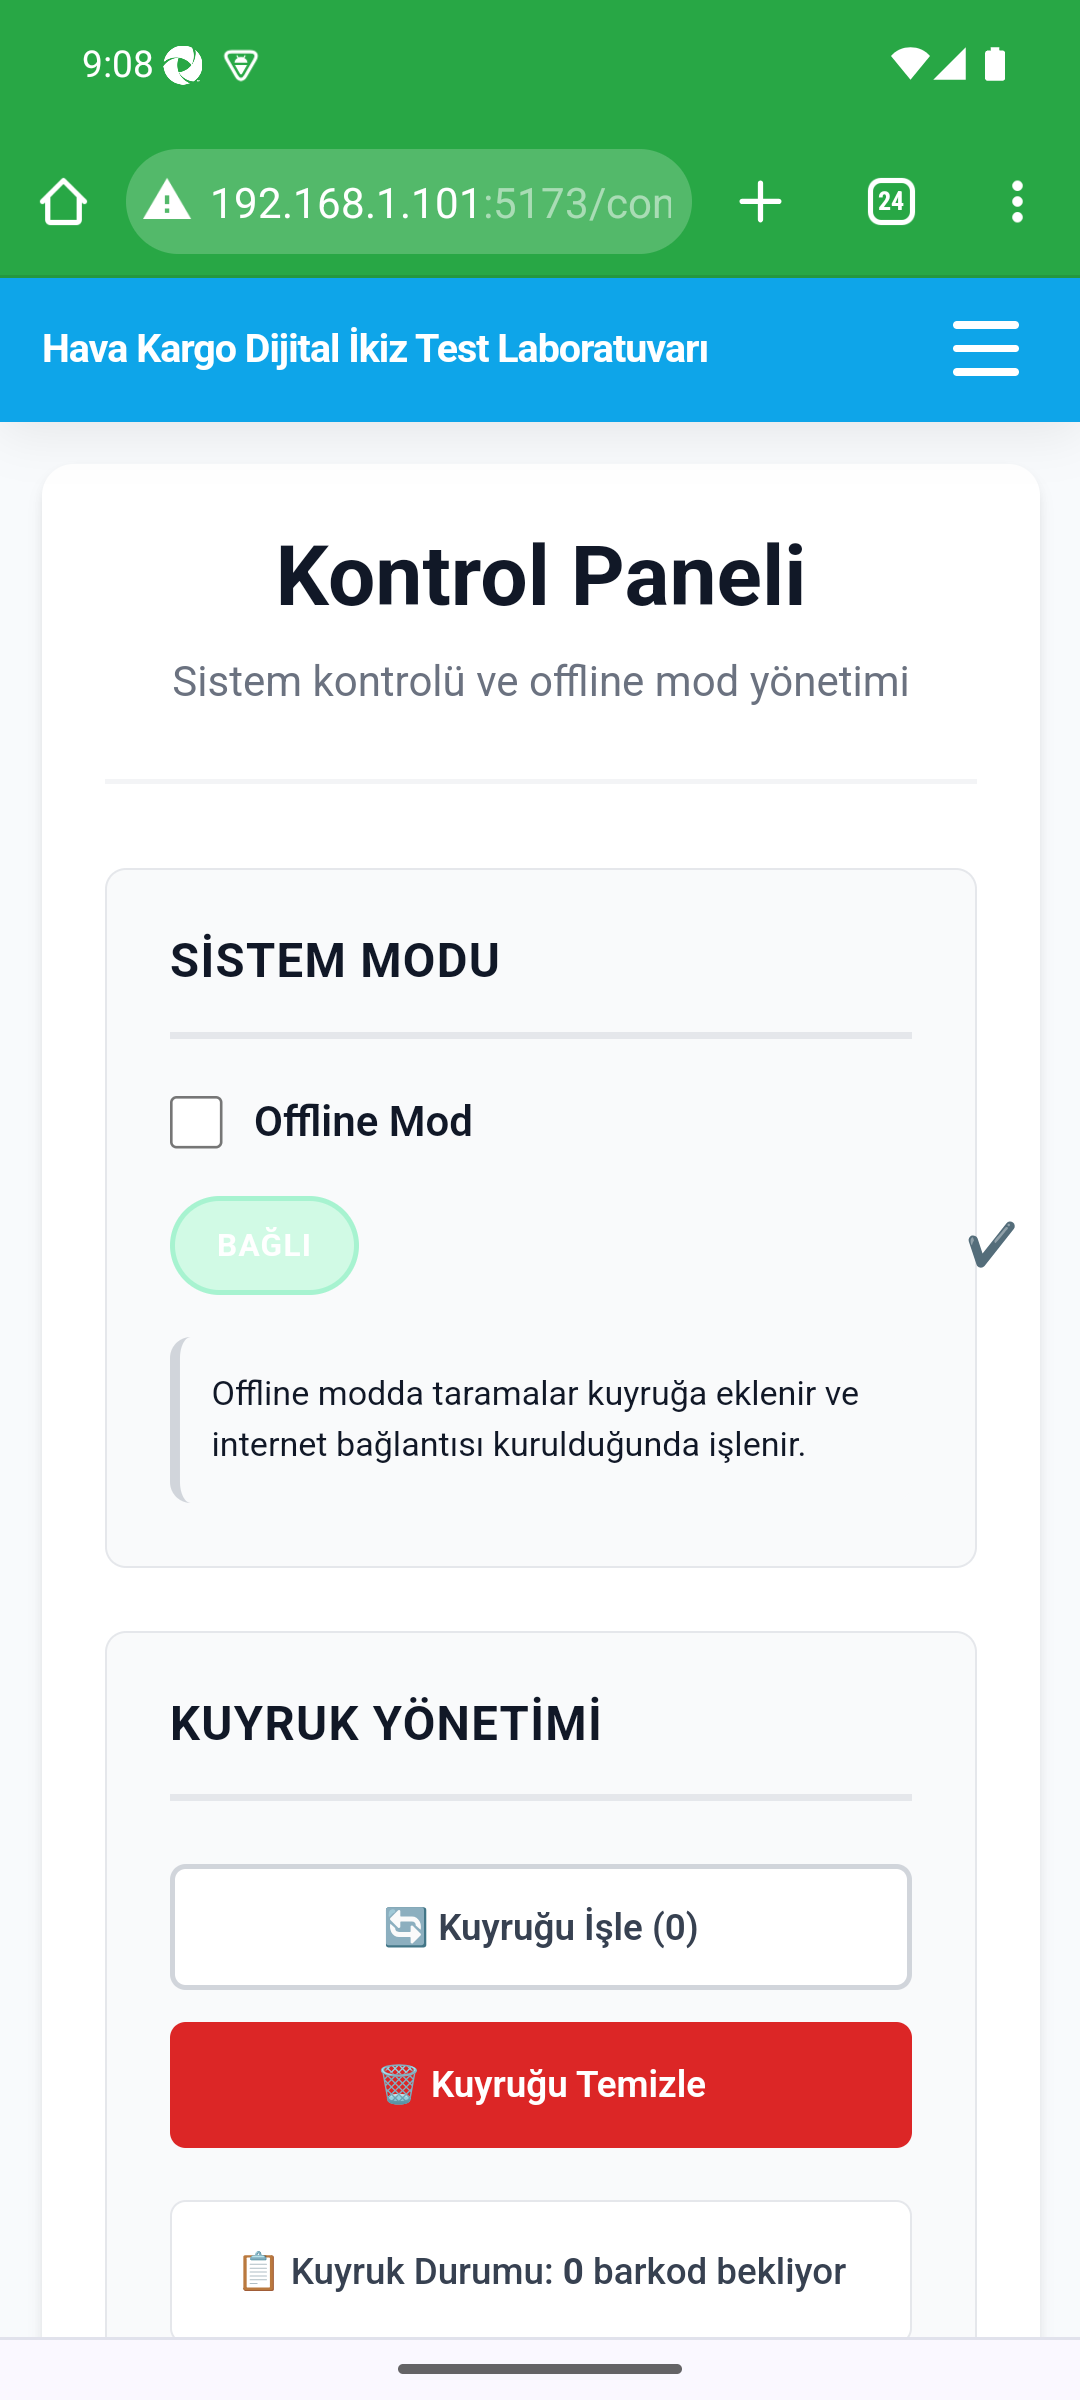 9:08
192.168.1.101:5173/con
24
Hava Kargo Dijital İkiz Test Laboratuvarı
Kontrol Paneli
Sistem kontrolü ve offline mod yönetimi
SİSTEM MODU
Offline Mod
BAĞLI
Offline modda taramalar kuyruğa eklenir ve
internet bağlantısı kurulduğunda işlenir.
KUYRUK YÖNETİMİ
Kuyruğu İşle (0)
Kuyruğu Temizle
Kuyruk Durumu: 0 barkod bekliyor